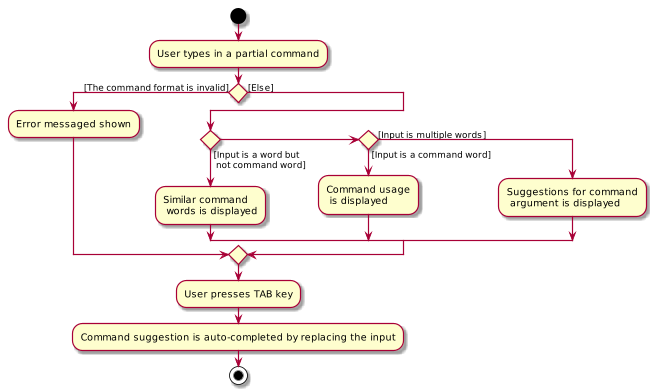 User types in a partial command
[The command format is invalid]
[Else]
Error messaged shown
[Input is multiple words]
[Input is a word but
not command word]
[Input is a command word]
Similar command
words is displayed
Command usage
is displayed
Suggestions for command
argument is displayed
User presses TAB key
Command suggestion is auto-completed by replacing the input